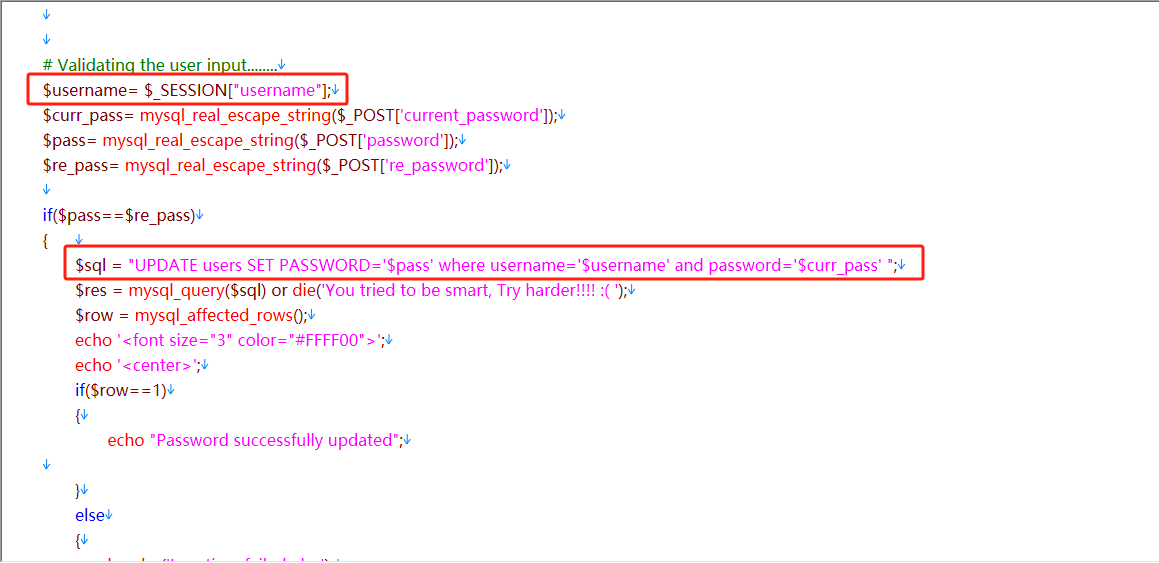 ↓
↓
# Validating the user input........↓
$username= $_SESSION["username"];↓
$curr_pass= mysql_real_escape_string($_POST['current_password']);↓
$pass= mysql_real_escape_string($_POST['password']);↓
$re_pass= mysql_real_escape_string($_POST['re_password']);↓
↓
if($pass==$re_pass)↓
{ ↓
$sql = "UPDATE users SET PASSWORD='$pass' where username='$username' and password='$curr_pass' ";↓
$res = mysql_query($sql) or die('You tried to be smart, Try harder!!!! :( ');↓
$row = mysql_affected_rows();↓
echo '<font size="3" color="#FFFF00">';↓
echo '<center>';↓
if($row==1)↓
{↓
echo "Password successfully updated";↓
↓
}↓
else↓
{↓